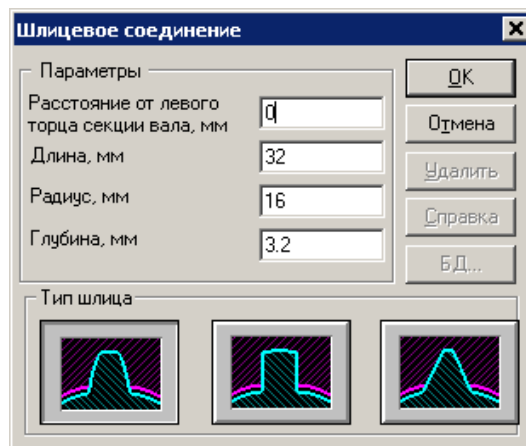 Шлицевое соединение
Параметры
Расстояние от левого
торца секции вала, мм
0
Длина, мм
32
Радиус, мм
16
Глубина, мм
3.2
OK
Отмена
Удалить
Справка
БД...
Тип шлица